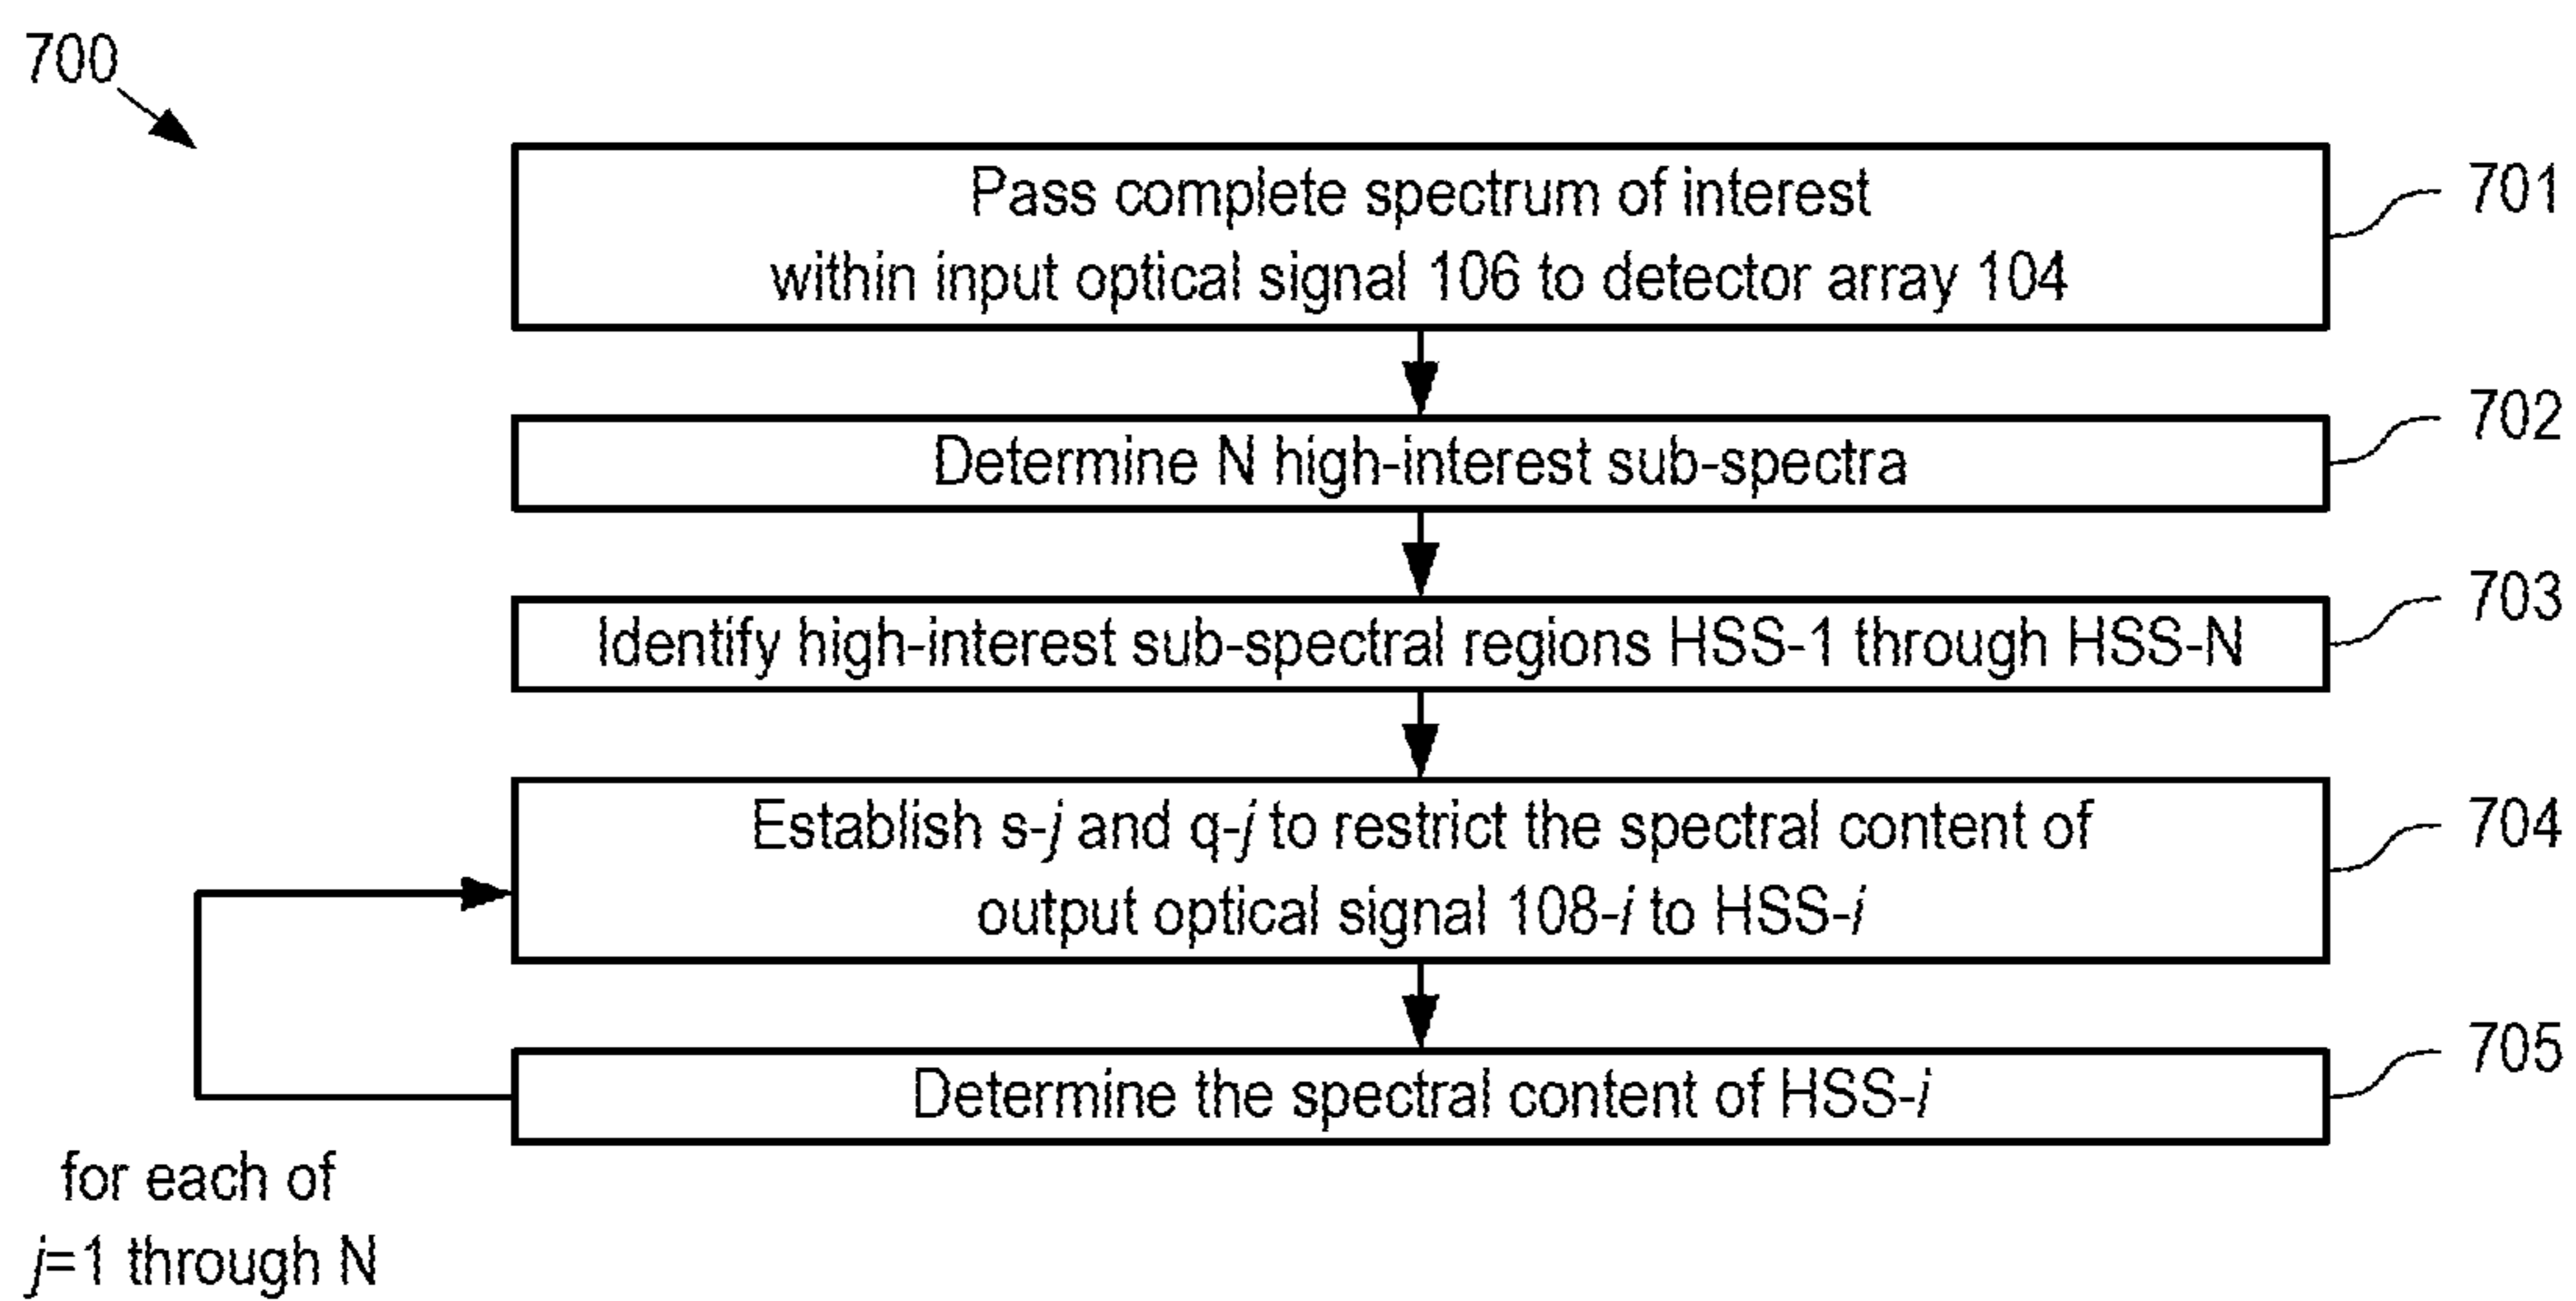 700
Pass complete spectrum of interest
within input optical signal 106 to detector array 104
701
Determine N high-interest sub-spectra
702
Identify high-interest sub-spectral regions HSS-1 through HSS-N
703
Establish s-j and q-j to restrict the spectral content of
output optical signal 108-i to HSS-i
704
Determine the spectral content of HSS-i
705
for each of
j=1 through N